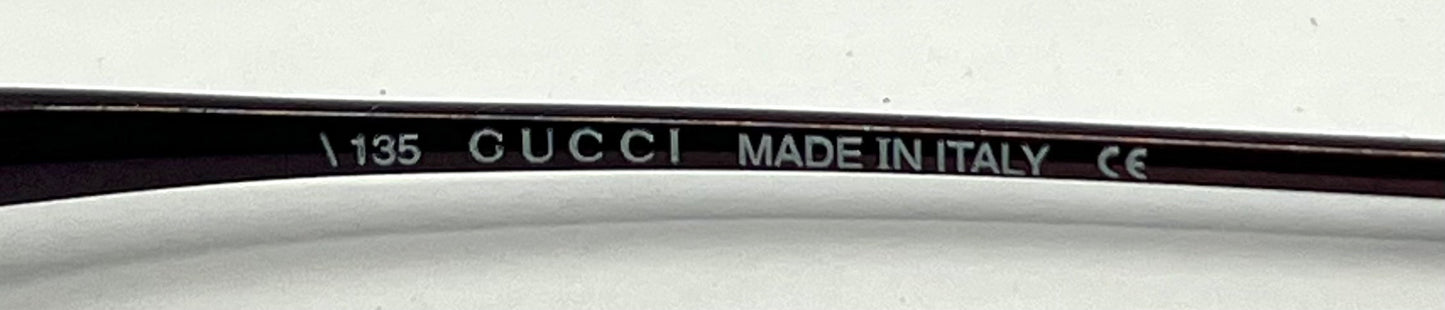 \ 135 GUCCI MADE IN ITALY CE